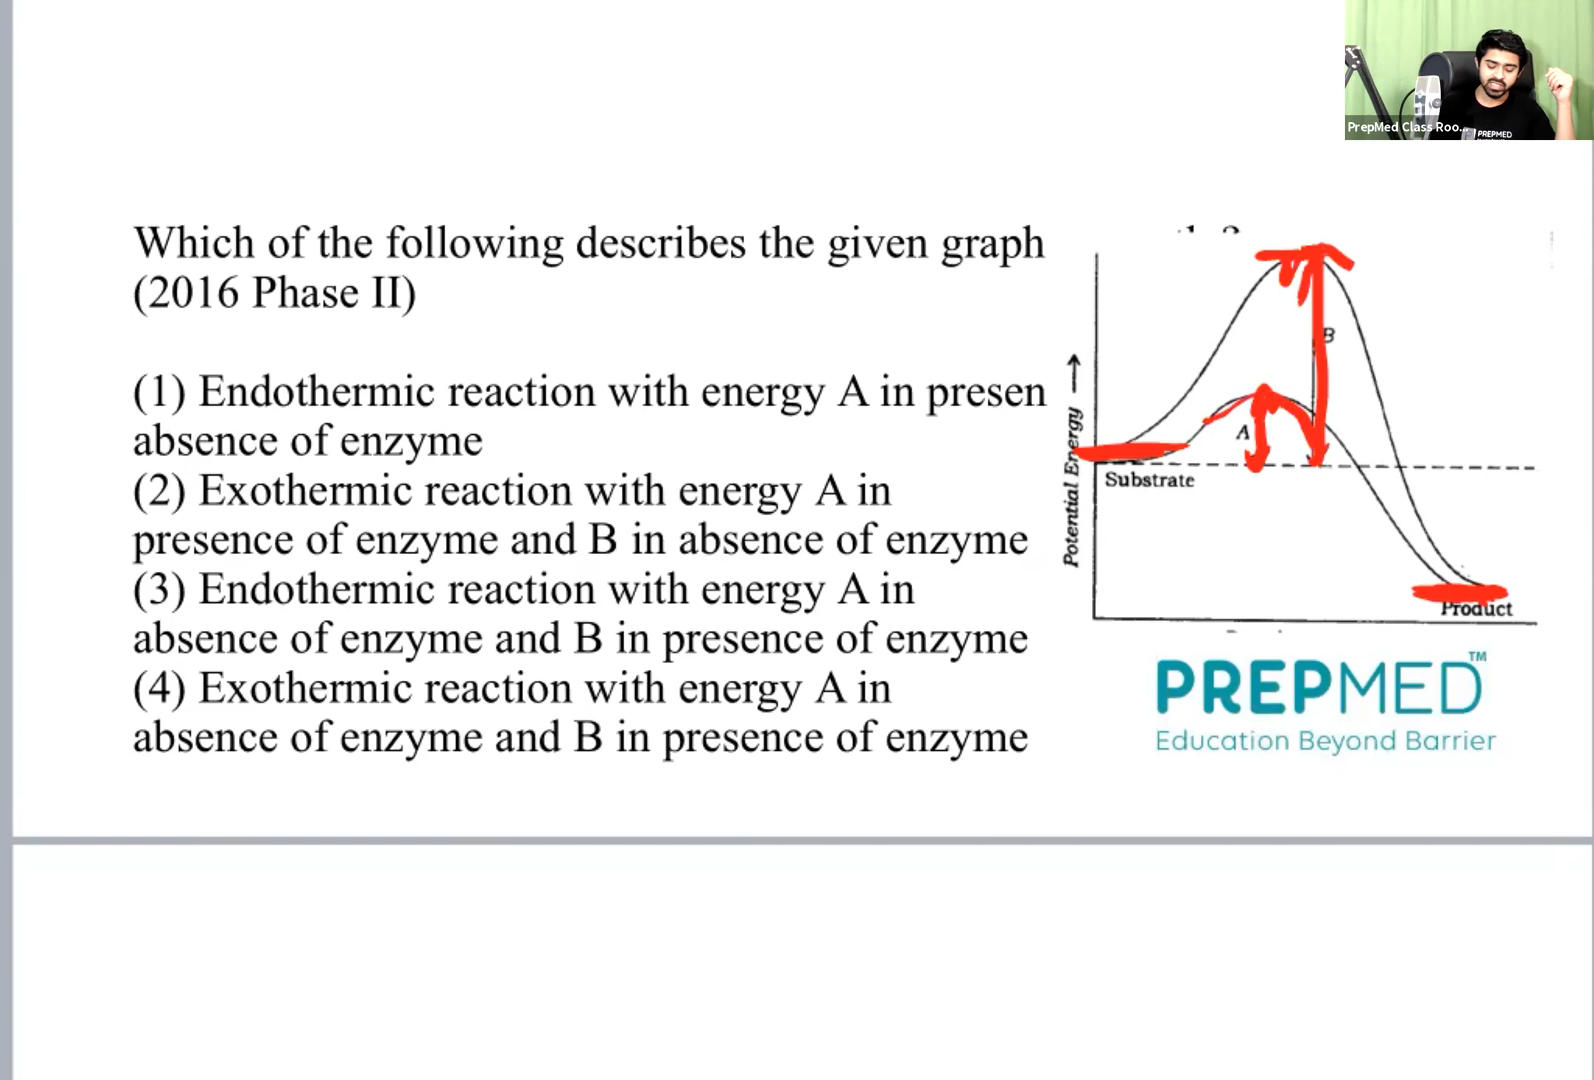 PrepMed Class Roo...
PREPMED
Which of the following describes the given graph
(2016 Phase II)
(1) Endothermic reaction with energy A in presen
absence of enzyme
(2) Exothermic reaction with energy A in
presence of enzyme and B in absence of enzyme
(3) Endothermic reaction with energy A in
absence of enzyme and B in presence of enzyme
(4) Exothermic reaction with energy A in
absence of enzyme and B in presence of enzyme
B
A
Potential Energy →
Substrate
Product
PREPMED™
Education Beyond Barrier